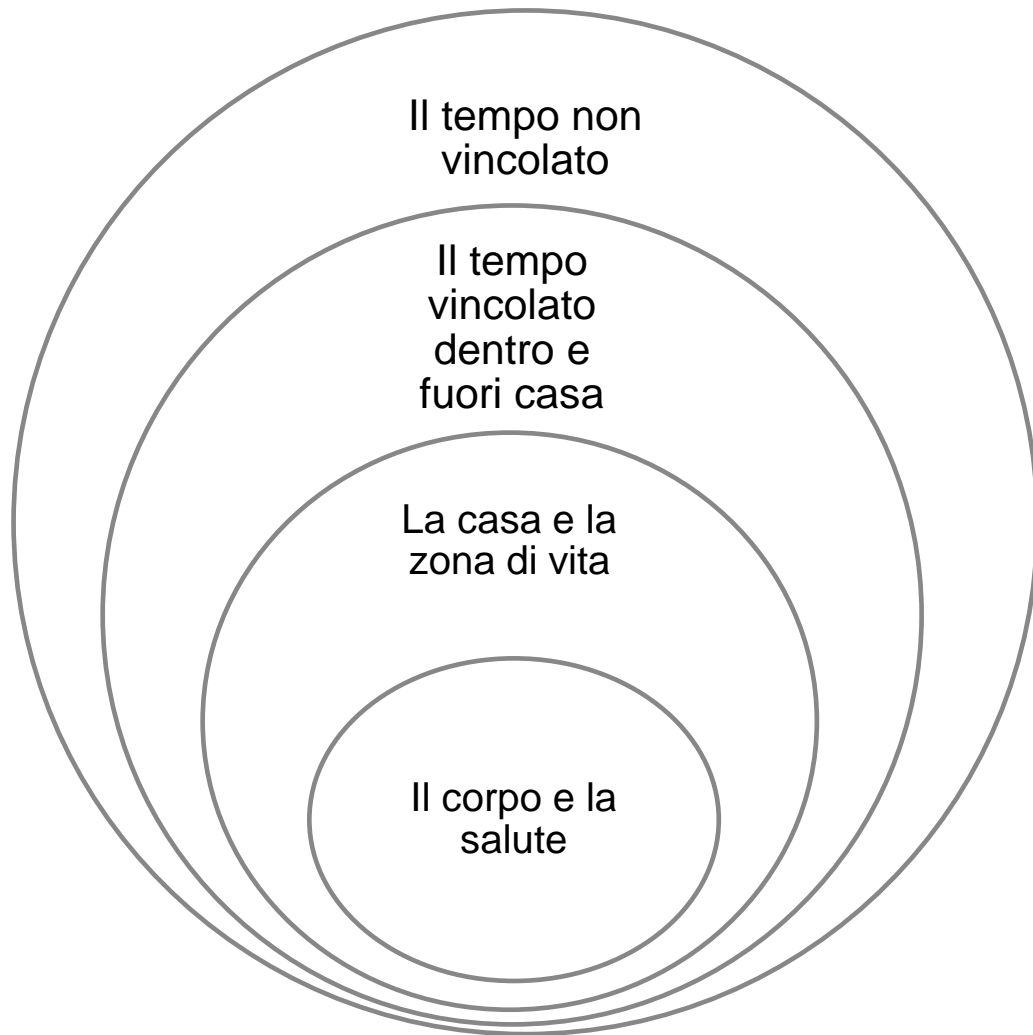 Il tempo non
vincolato
Il tempo
vincolato
dentro e
fuori casa
La casa e la
zona di vita
Il corpo e la
salute